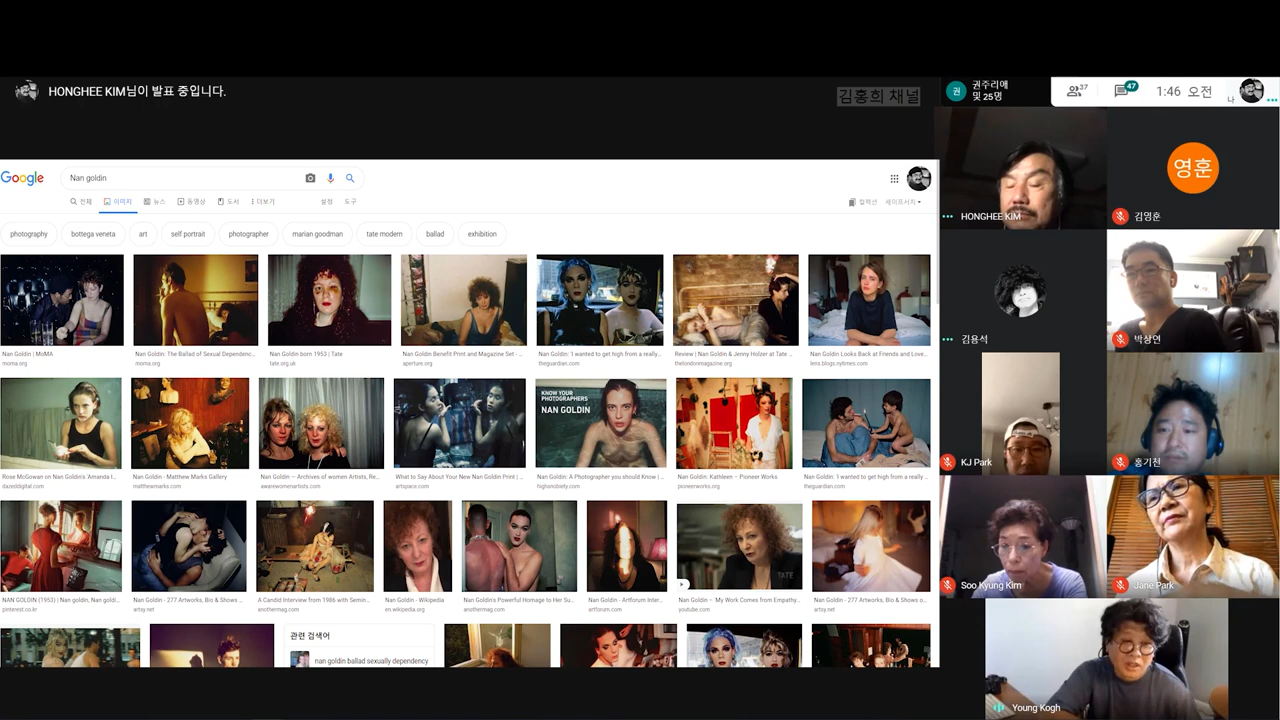 HONGHEE KIM님이 발표 중입니다.
김홍희 채널
권
권주리애
및 25명
37
47
1:46 오전
나
Google
Nan goldin
전체
이미지
뉴스
동영상
도서
더보기
설정
도구
컬렉션
세이프서치
photography
bottega veneta
art
self portrait
photographer
marian goodman
tate modern
ballad
exhibition
Nan Goldin | MoMA
moma.org
Nan Goldin: The Ballad of Sexual Dependenc...
moma.org
Nan Goldin born 1953 | Tate
tate.org.uk
Nan Goldin Benefit Print and Magazine Set - ...
aperture.org
Nan Goldin: 'I wanted to get high from a really...
theguardian.com
Review | Nan Goldin & Jenny Holzer at Tate ...
thelondonmagazine.org
Nan Goldin Looks Back at Friends and Love...
lens.blogs.nytimes.com
KNOW YOUR
PHOTOGRAPHERS
NAN GOLDIN
Rose McGowan on Nan Goldin's 'Amanda I...
dazeddigital.com
Nan Goldin - Matthew Marks Gallery
matthewmarks.com
Nan Goldin – Archives of women Artists, Re...
awarewomenartists.com
What to Say About Your New Nan Goldin Print | ...
artspace.com
Nan Goldin: A Photographer you should Know | ...
highsnobiety.com
Nan Goldin: Kathleen – Pioneer Works
pioneerworks.org
Nan Goldin: 'I wanted to get high from a really ...
theguardian.com
TATE
NAN GOLDIN (1953) | Nan goldin, Nan goldi...
pinterest.co.kr
Nan Goldin - 277 Artworks, Bio & Shows ...
artsy.net
A Candid Interview from 1986 with Semin...
anothermag.com
Nan Goldin - Wikipedia
en.wikipedia.org
Nan Goldin's Powerful Homage to Her Su...
anothermag.com
Nan Goldin - Artforum Inter...
artforum.com
Nan Goldin – 'My Work Comes from Empathy...
youtube.com
Nan Goldin - 277 Artworks, Bio & Shows o...
artsy.net
관련 검색어
nan goldin ballad sexually dependency
HONGHEE KIM
영훈
김영훈
김용석
박상연
KJ Park
홍기천
Soo Kyung Kim
Jane Park
Young Kogh